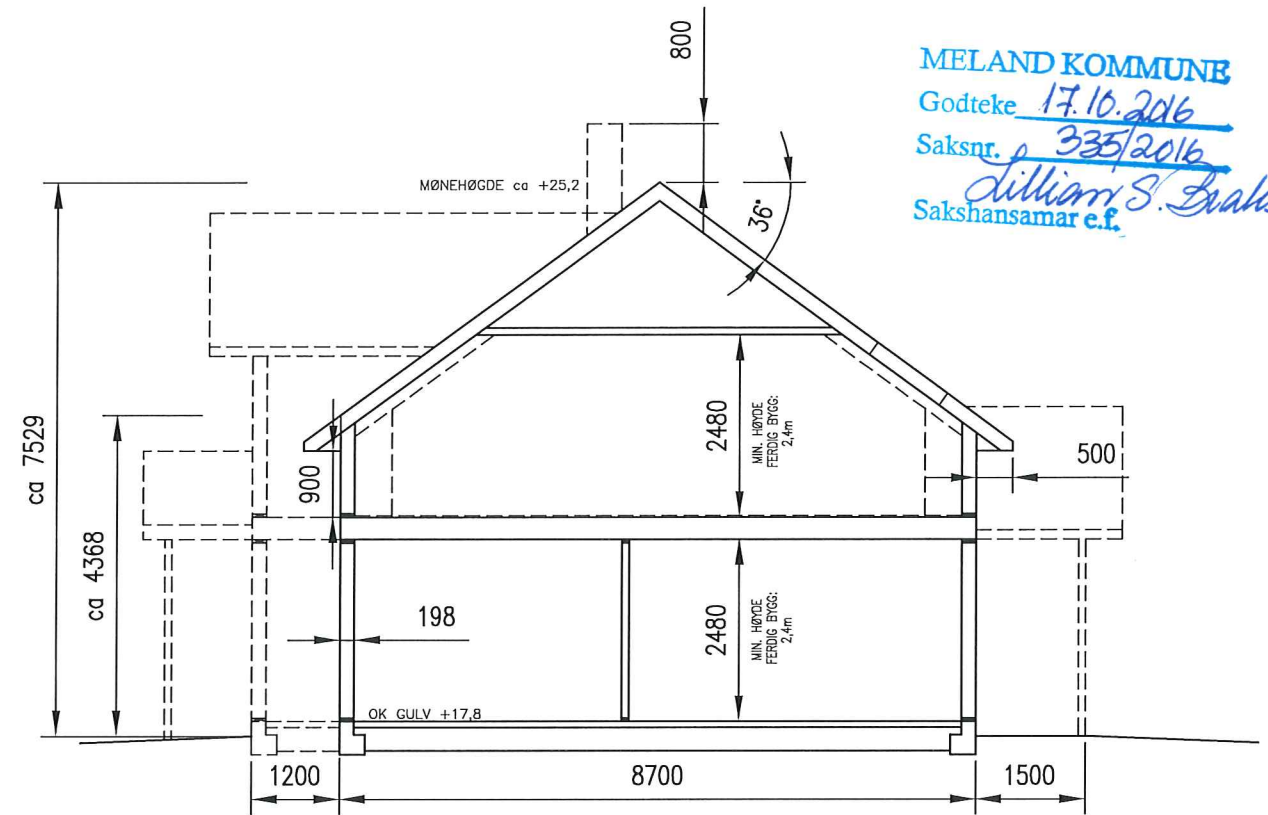 800
MELAND KOMMUNE
Godteke 17.10.2016
Saksnr. 335/2016
Lillian S.
Sakshansamar e.f.
MØNEHØGDE ca +25,2
36°
ca 7529
ca 4368
900
2480
MIN. HØYDE
FERDIG BYGG:
2,4m
500
198
2480
MIN. HØYDE
FERDIG BYGG:
2,4m
OK GULV +17,8
1200
8700
1500